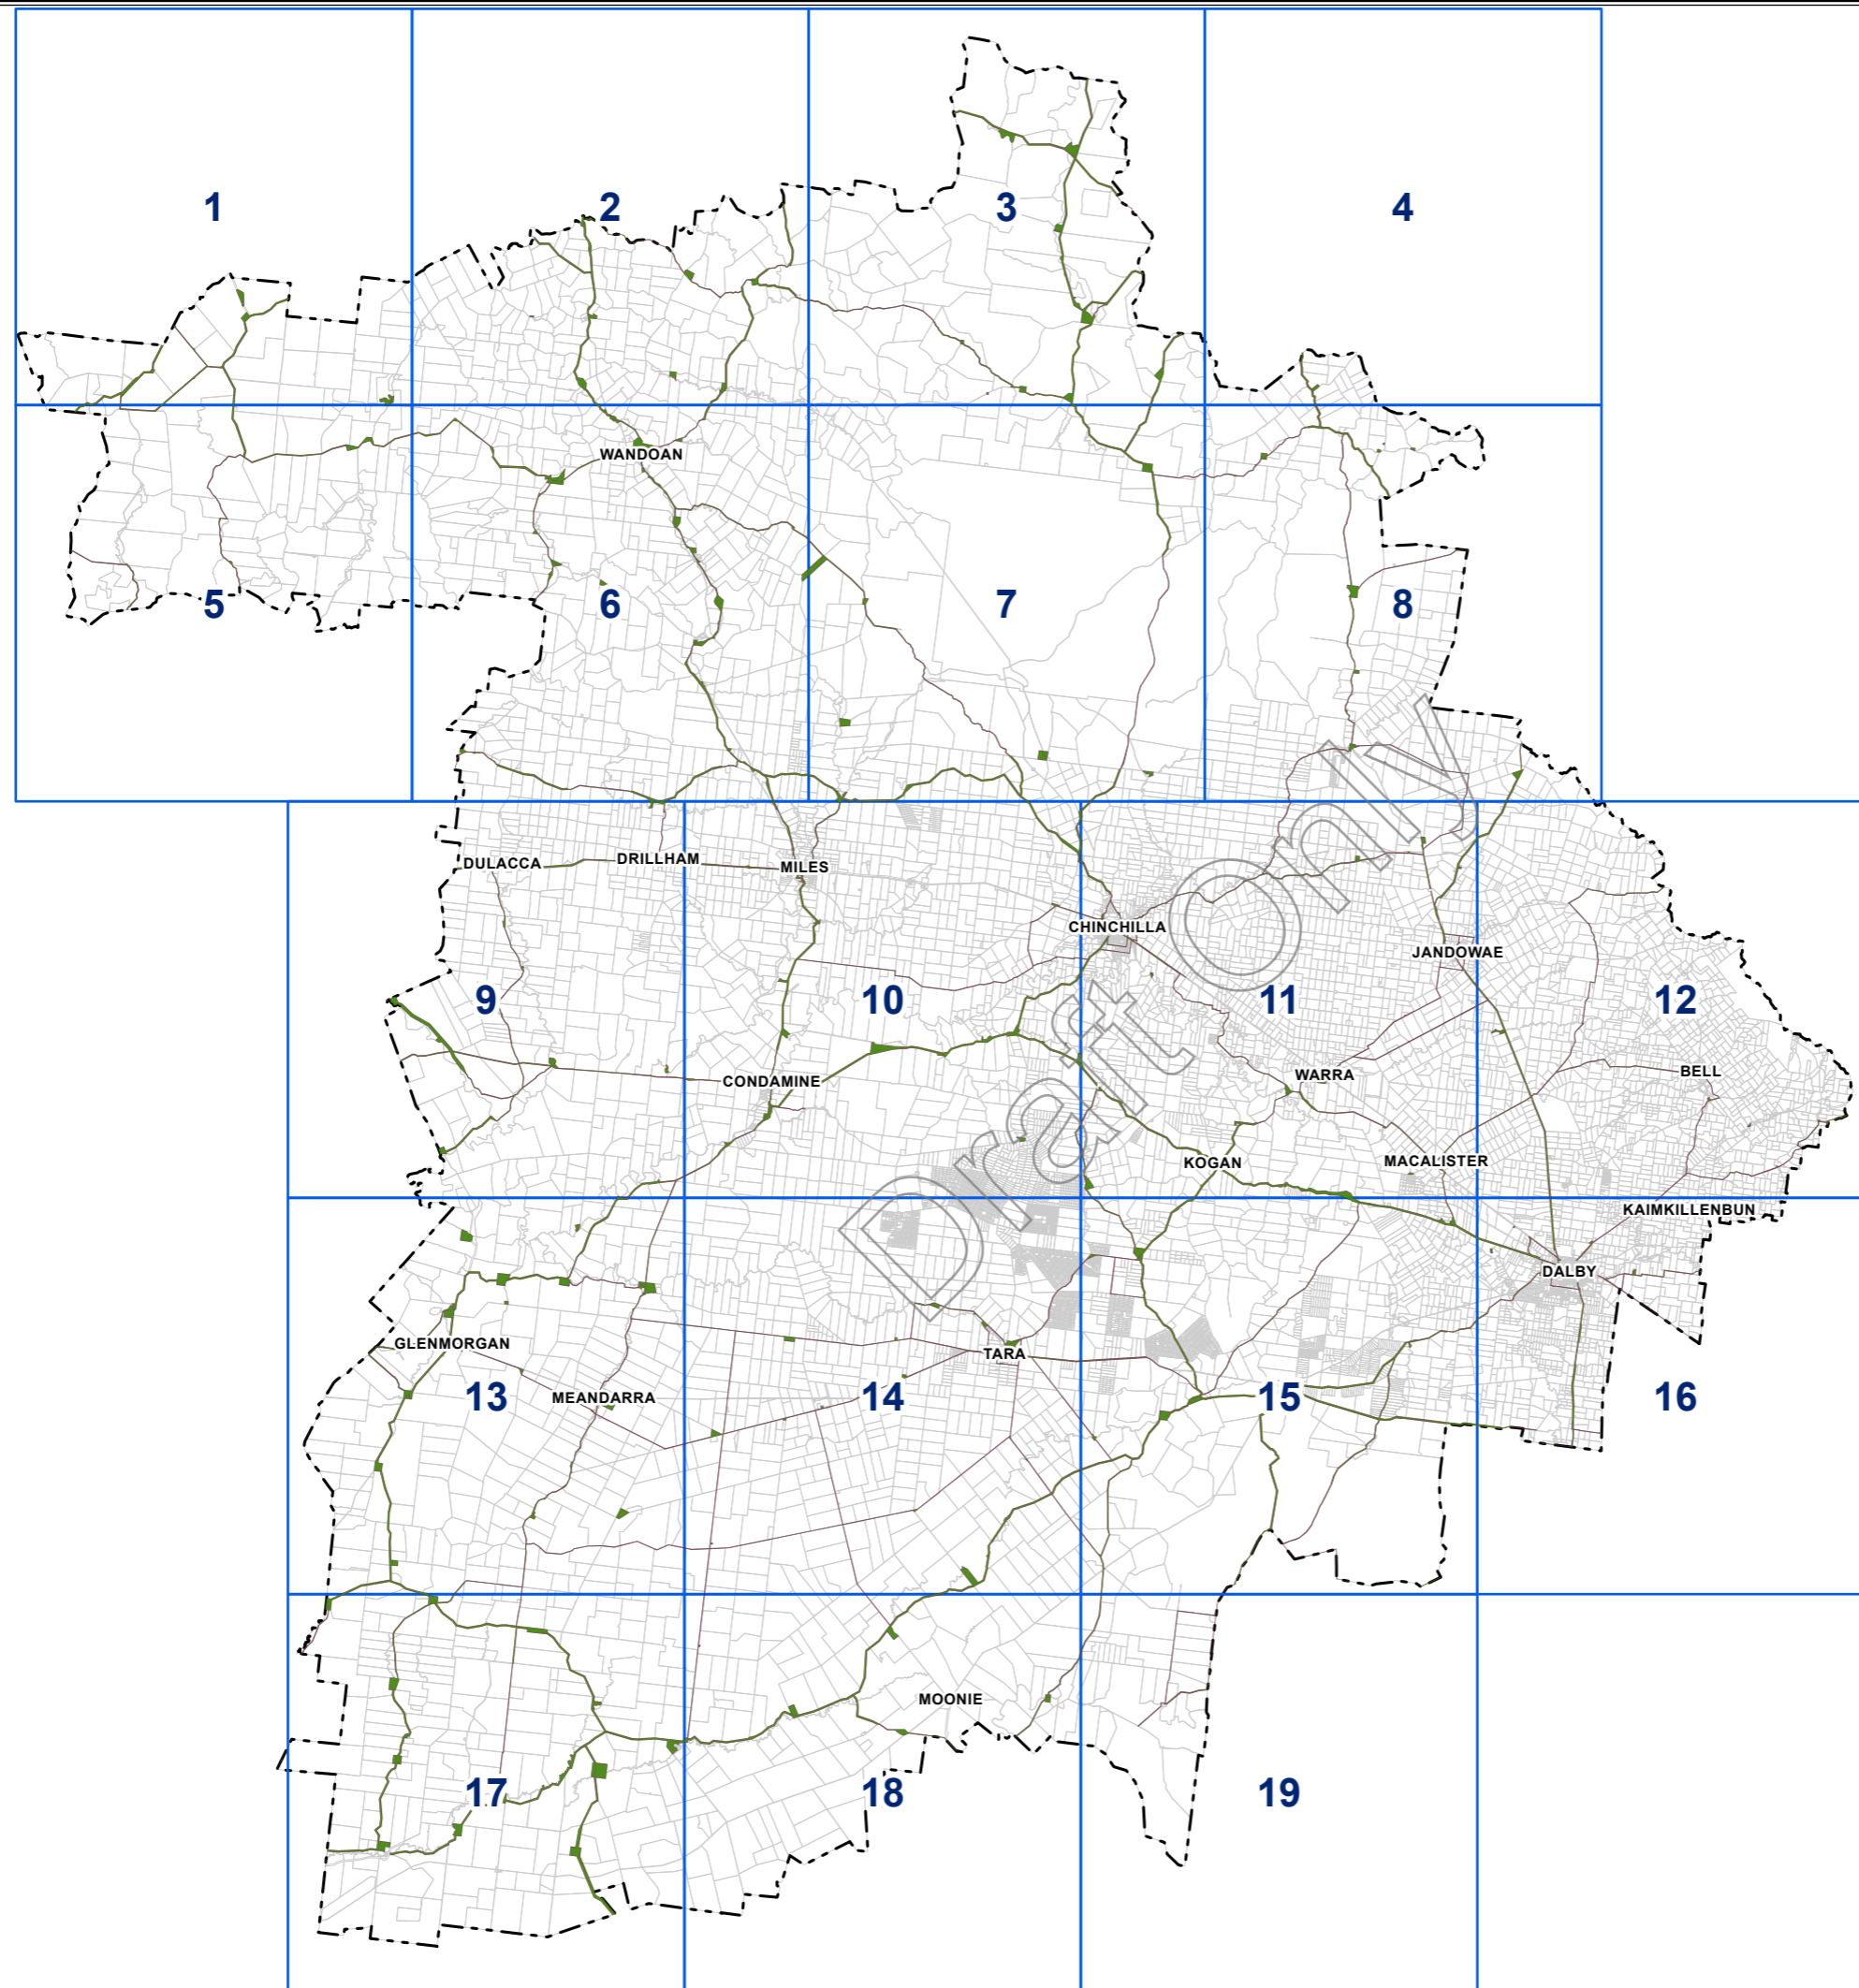 1
2
3
4
WANDOAN
5
6
7
8
DULACCA
DRILLHAM
MILES
CHINCHILLA
JANDOWAE
9
10
11
12
CONDAMINE
WARRA
BELL
KOGAN
MACALISTER
KAIMKILLENBUN
DALBY
GLENMORGAN
TARA
MEANDARRA
13
14
15
16
MOONIE
17
18
19
Draft Only